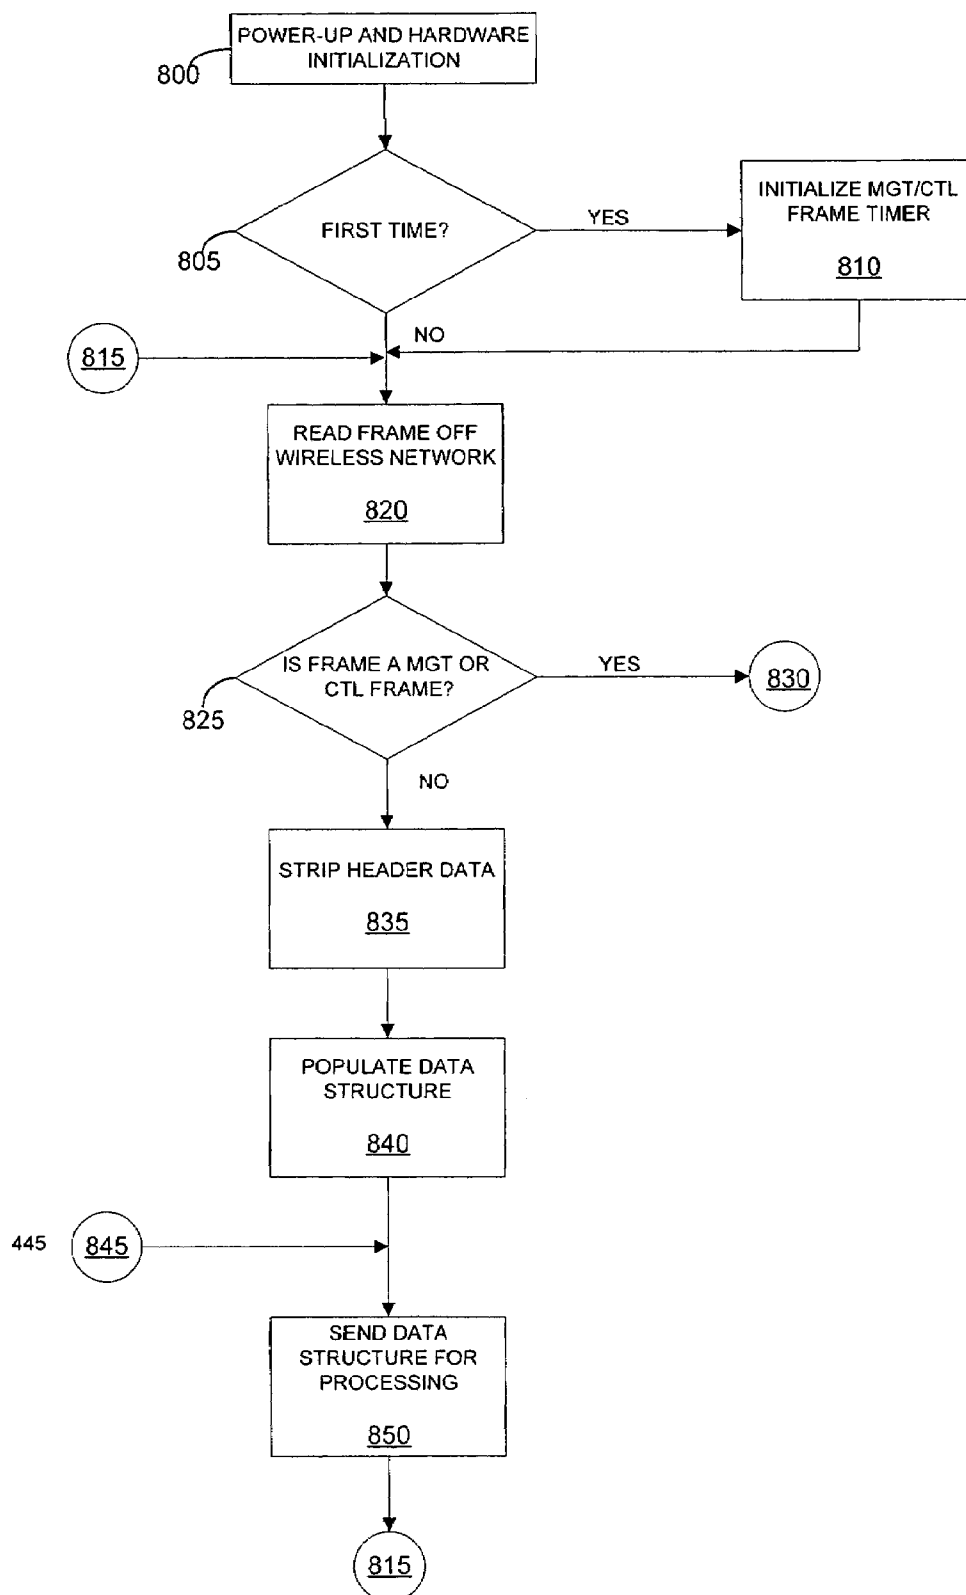 POWER-UP AND HARDWARE
INITIALIZATION
800
FIRST TIME?
805
YES
INITIALIZE MGT/CTL
FRAME TIMER
810
NO
815
READ FRAME OFF
WIRELESS NETWORK
820
IS FRAME A MGT OR
CTL FRAME?
825
YES
830
NO
STRIP HEADER DATA
835
POPULATE DATA
STRUCTURE
840
445
845
SEND DATA
STRUCTURE FOR
PROCESSING
850
815